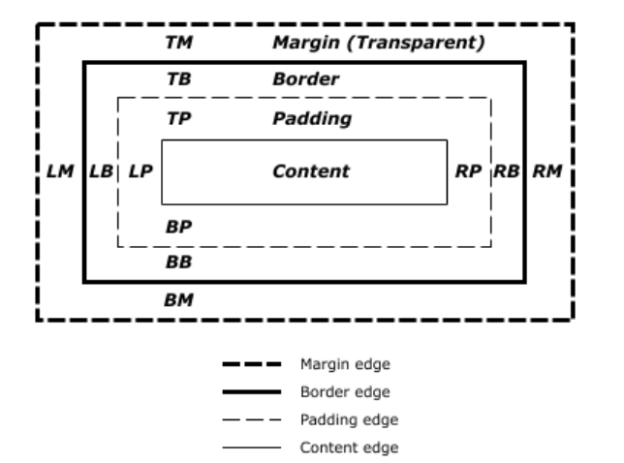 TM Margin (Transparent)
TB Border
TP Padding
LM LB LP Content RP RB RM
BP
BB
BM
Margin edge
Border edge
Padding edge
Content edge